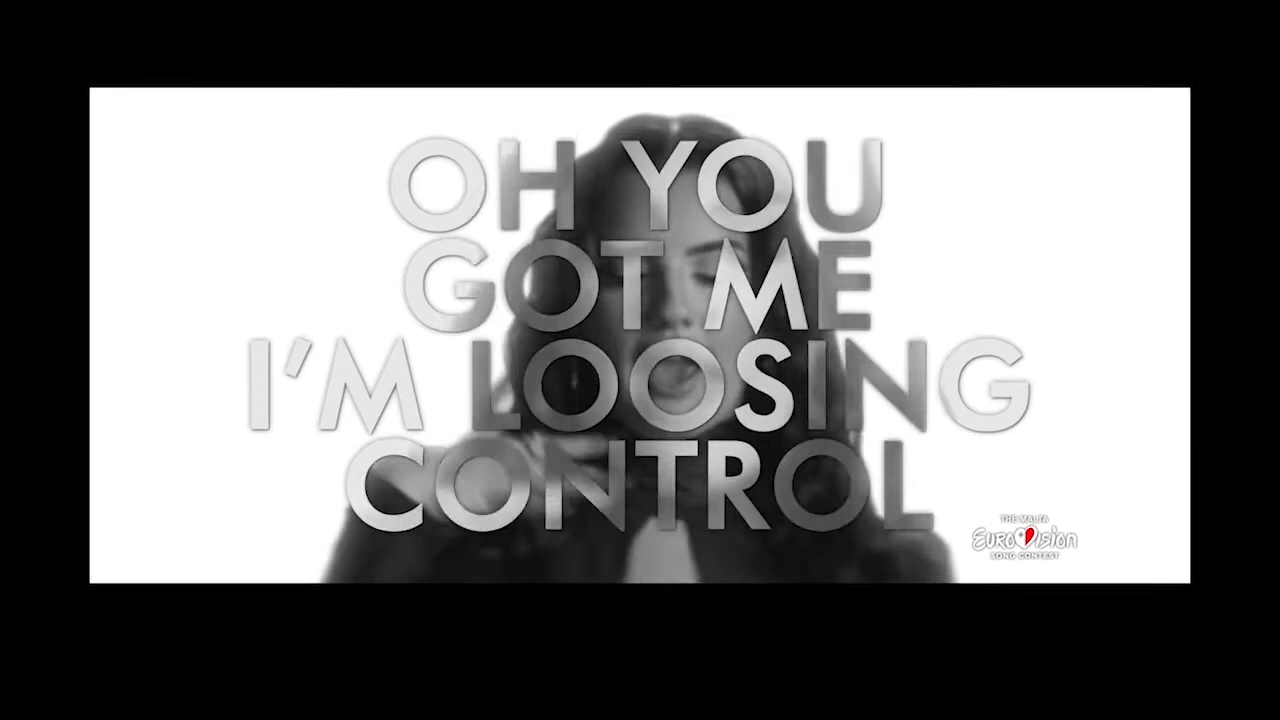 OH YOU
GOT ME
I'M LOOSING
CONTROL
THE MALTA
EUROVISION
SONG CONTEST